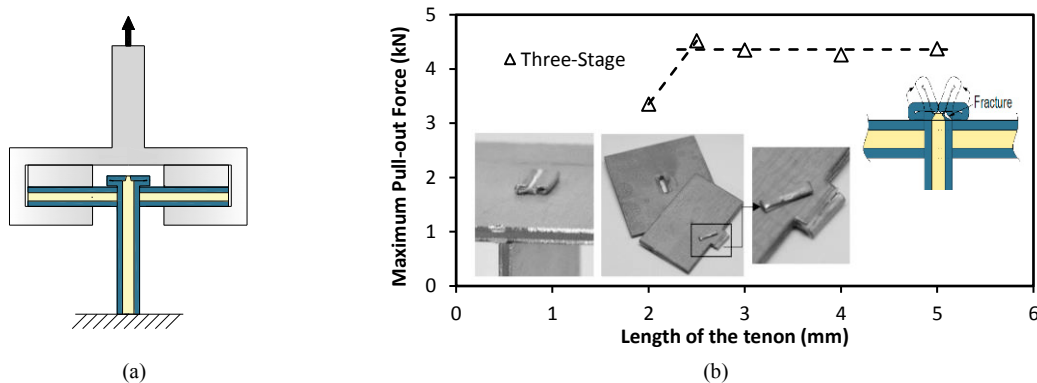 5
4
3
2
1
0
Maximum Pull-out Force (kN)
Three-Stage
Fracture
0 1 2 3 4 5 6
Length of the tenon (mm)
(a) (b)